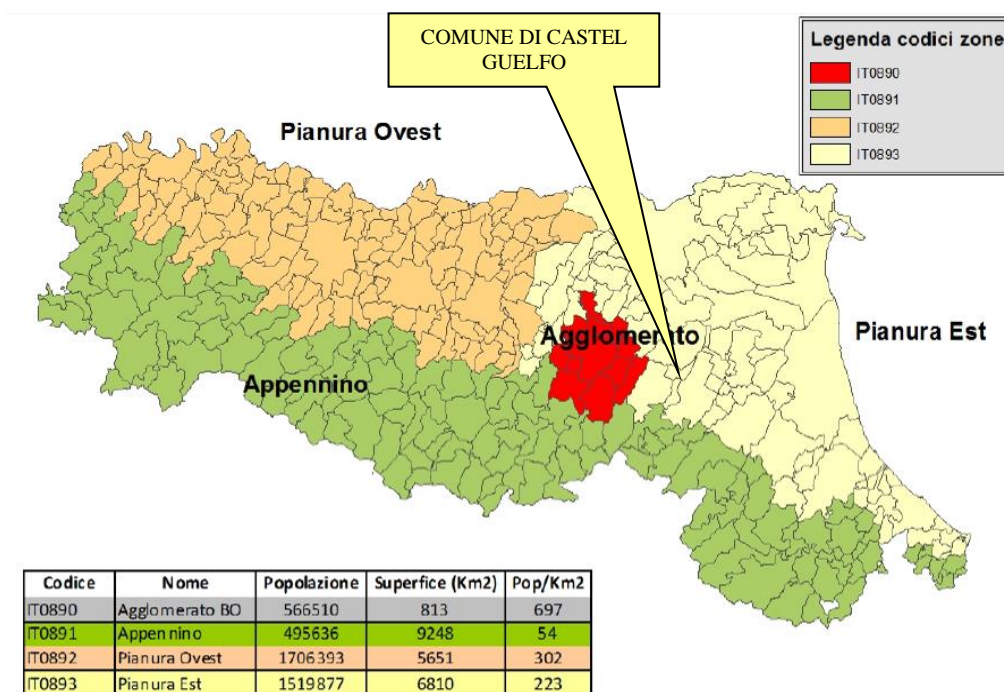 COMUNE DI CASTEL
GUELFO
Legenda codici zone
IT0890
IT0891
IT0892
IT0893
Pianura Ovest
Agglomerato
Pianura Est
Appennino
Codice Nome Popolazione Superfice (Km2) Pop/Km2
IT0890 Agglomerato BO 566510 813 697
IT0891 Appennino 495636 9248 54
IT0892 Pianura Ovest 1706393 5651 302
IT0893 Pianura Est 1519877 6810 223